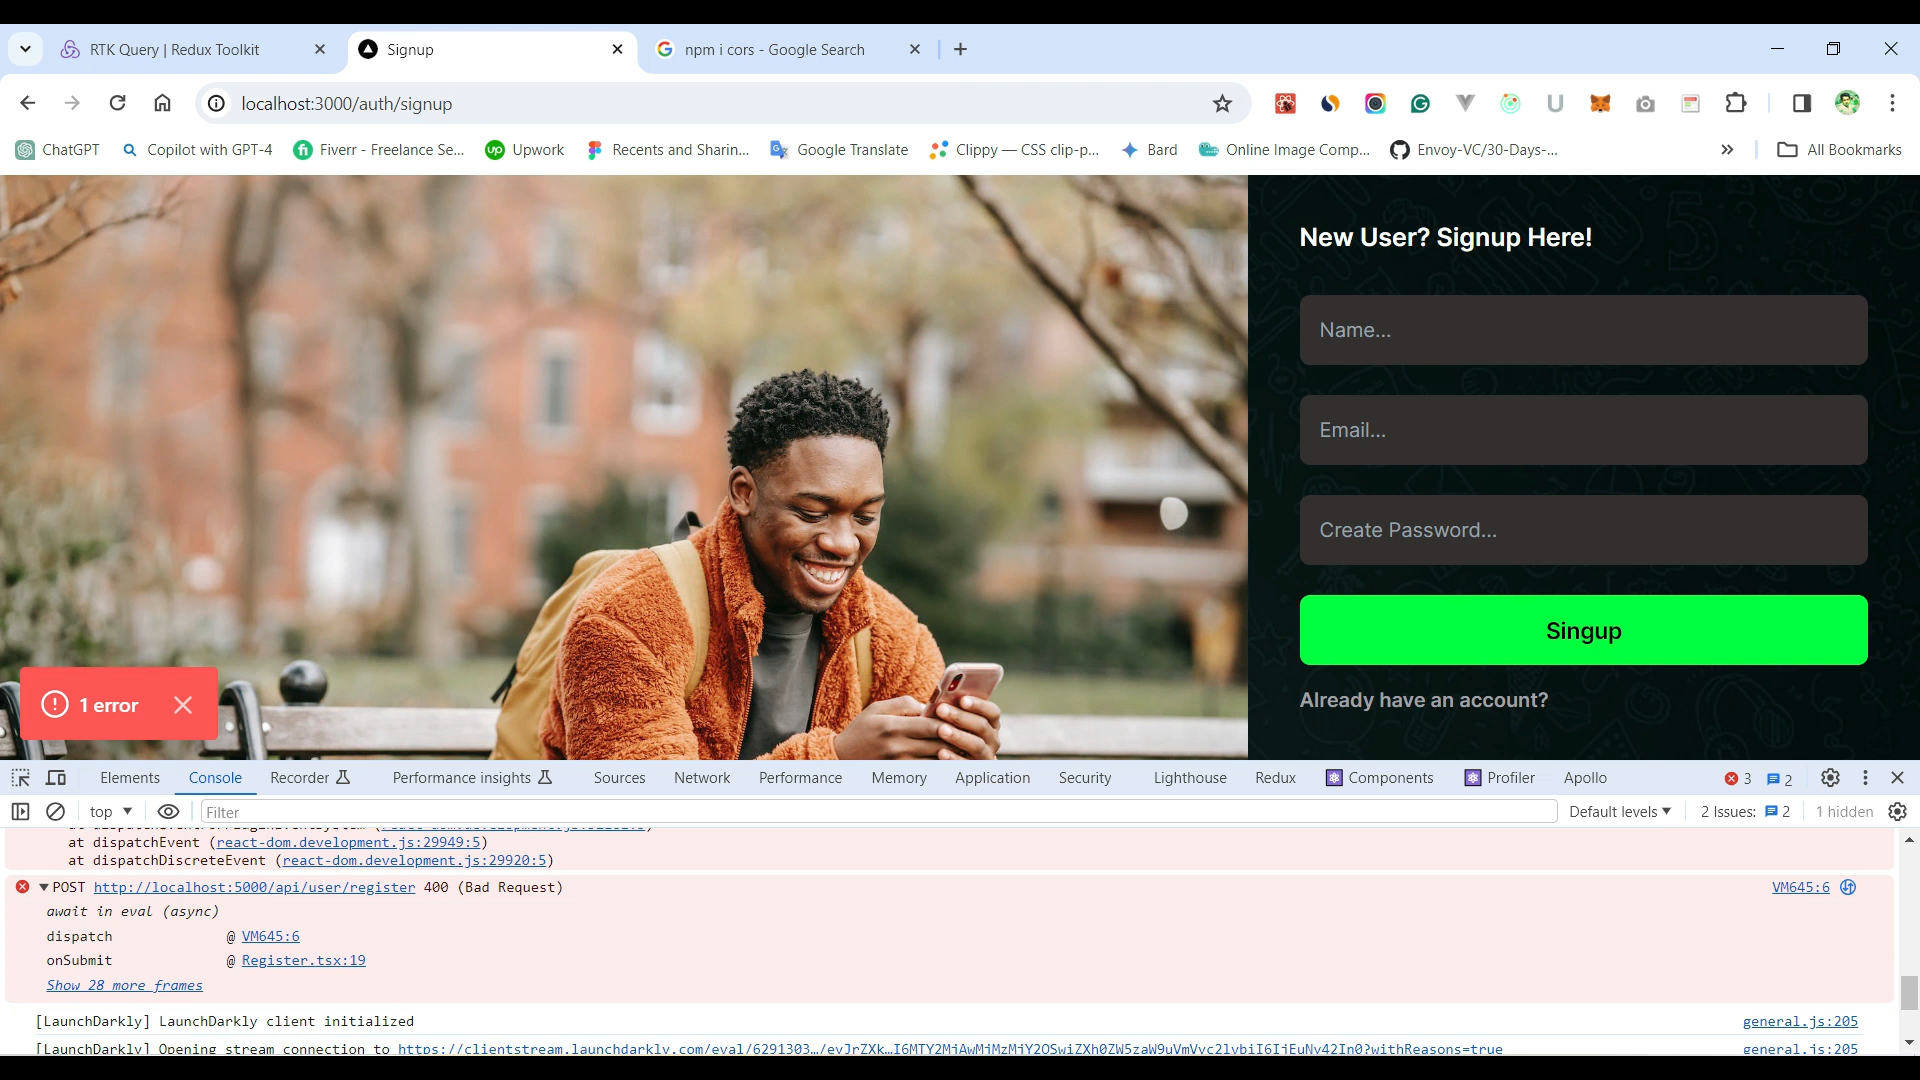 RTK Query | Redux Toolkit
Signup
npm i cors - Google Search
localhost:3000/auth/signup
ChatGPT
Copilot with GPT-4
Fiverr - Freelance Se...
Upwork
Recents and Sharin...
Google Translate
Clippy — CSS clip-p...
Bard
Online Image Comp...
Envoy-VC/30-Days-...
All Bookmarks
New User? Signup Here!
Name...
Email...
Create Password...
Singup
Already have an account?
1 error
Elements Console Recorder Performance insights Sources Network Performance Memory Application Security Lighthouse Redux Components Profiler Apollo 3 2
top Filter Default levels 2 Issues: 2 1 hidden
at dispatchEvent (react-dom.development.js:29949:5)
at dispatchDiscreteEvent (react-dom.development.js:29920:5)
POST http://localhost:5000/api/user/register 400 (Bad Request) VM645:6
await in eval (async)
dispatch @ VM645:6
onSubmit @ Register.tsx:19
Show 28 more frames
[LaunchDarkly] LaunchDarkly client initialized general.js:205
[LaunchDarkly] Opening stream connection to general.js:205